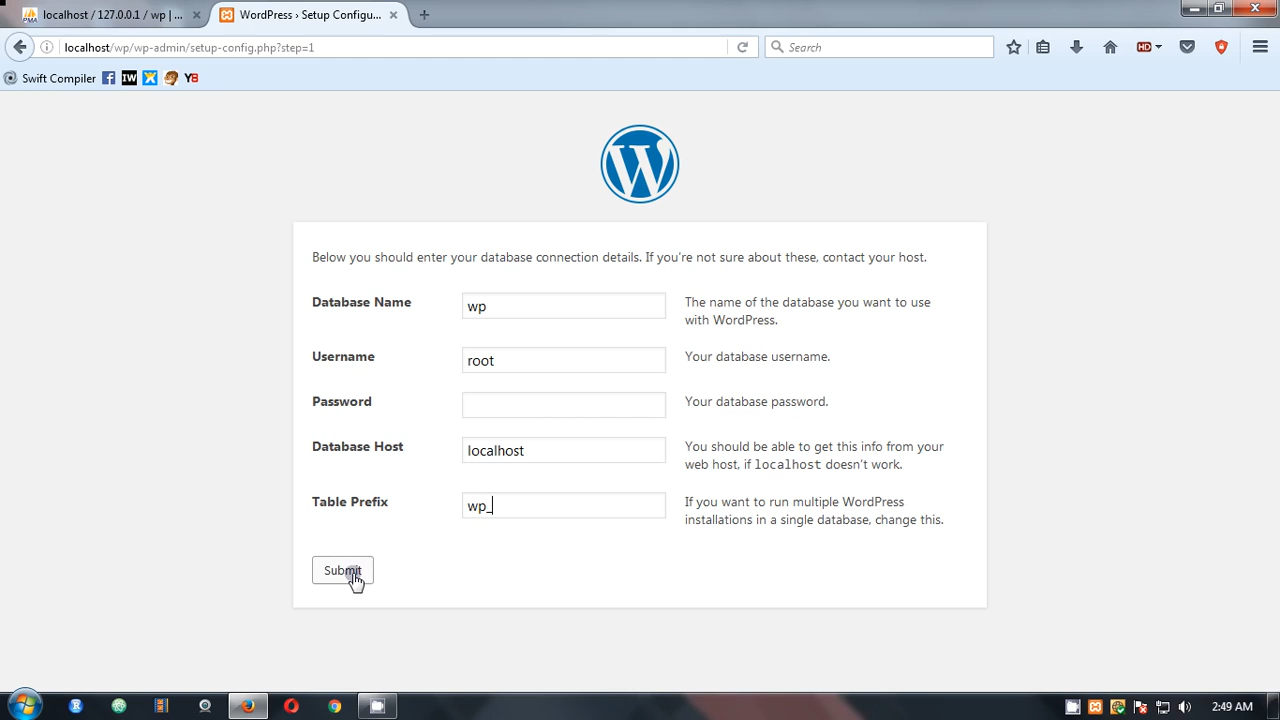 localhost / 127.0.0.1 / wp | ...
WordPress › Setup Configu...
localhost/wp/wp-admin/setup-config.php?step=1
Search
HD
Swift Compiler
IW
Y8
W
Below you should enter your database connection details. If you're not sure about these, contact your host.
Database Name
wp
The name of the database you want to use
with WordPress.
Username
root
Your database username.
Password
Your database password.
Database Host
localhost
You should be able to get this info from your
web host, if localhost doesn't work.
Table Prefix
wp_
If you want to run multiple WordPress
installations in a single database, change this.
Submit
2:49 AM